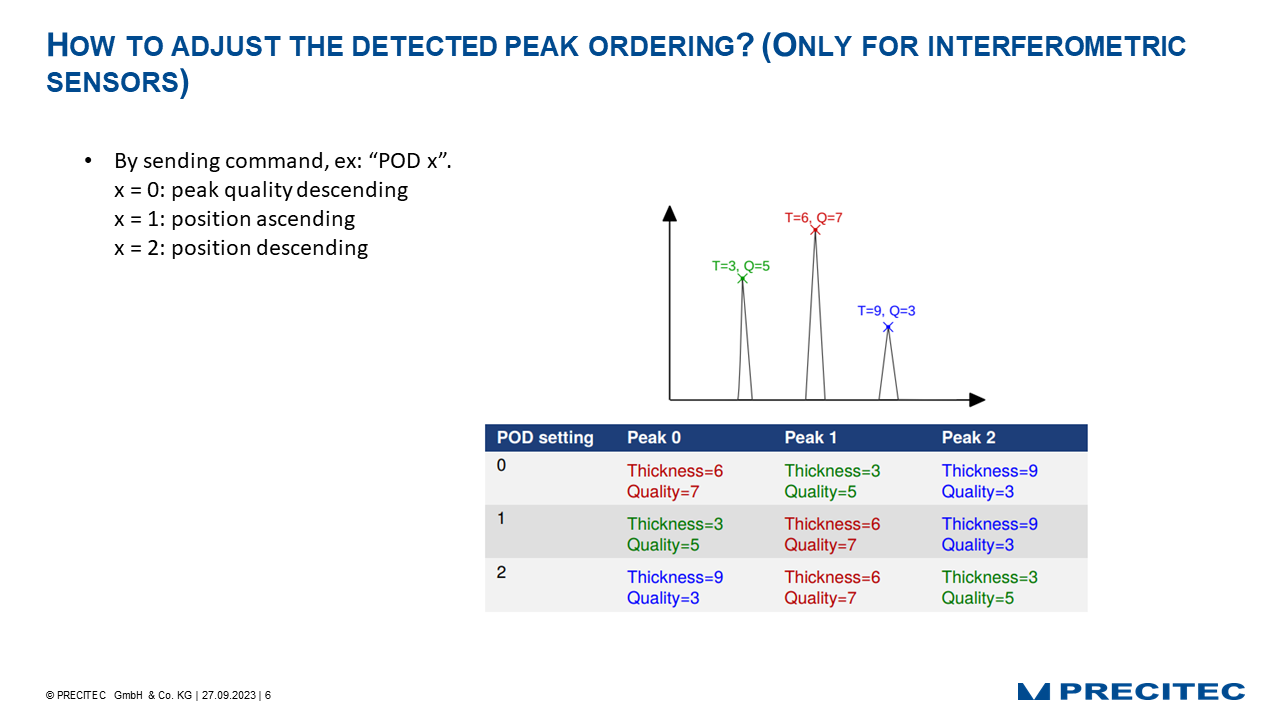 HOW TO ADJUST THE DETECTED PEAK ORDERING? (ONLY FOR INTERFEROMETRIC
SENSORS)
• By sending command, ex: “POD x”.
x = 0: peak quality descending
x = 1: position ascending
x = 2: position descending
T=6, Q=7
T=3, Q=5
T=9, Q=3
POD setting Peak 0 Peak 1 Peak 2
0
Thickness=6 Thickness=3 Thickness=9
Quality=7 Quality=5 Quality=3
1
Thickness=3 Thickness=6 Thickness=9
Quality=5 Quality=7 Quality=3
2
Thickness=9 Thickness=6 Thickness=3
Quality=3 Quality=7 Quality=5
© PRECITEC GmbH & Co. KG | 27.09.2023 | 6
PRECITEC